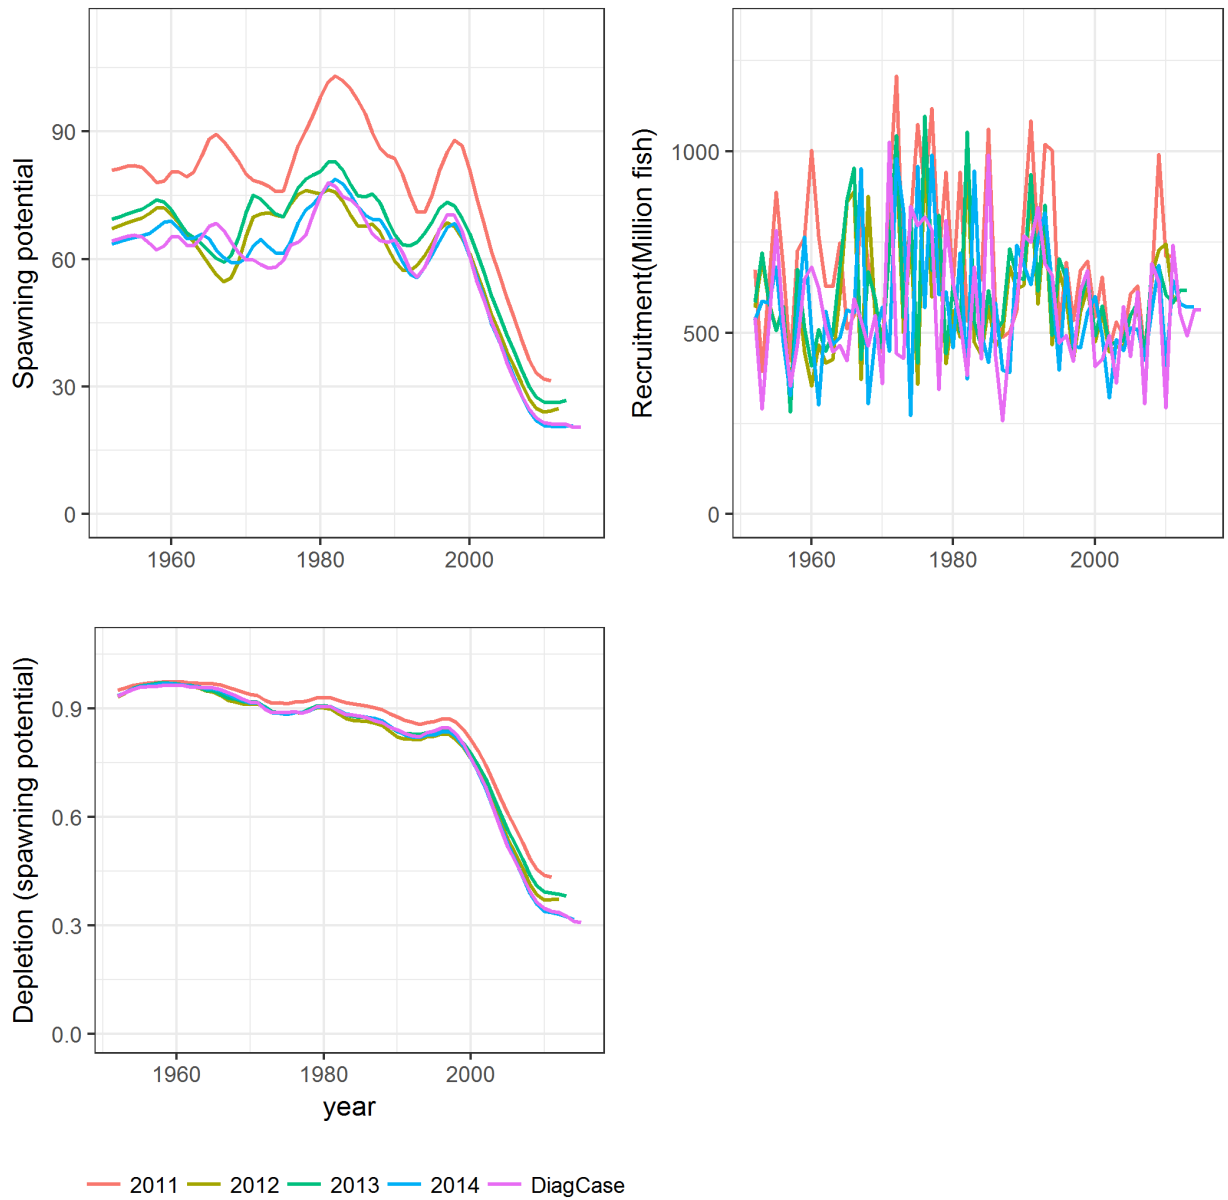 Spawning potential
90
60
30
0
1960 1980 2000
Recruitment(Million fish)
1000
500
0
1960 1980 2000
Depletion (spawning potential)
0.9
0.6
0.3
0.0
1960 1980 2000
year
2011 2012 2013 2014 DiagCase